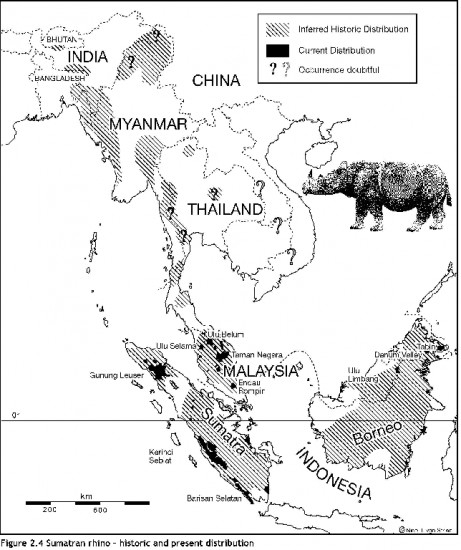 Inferred Historic Distribution
Current Distribution
? ? Occurrence doubtful
BHUTAN
INDIA
BANGLADESH
? ?
CHINA
MYANMAR
THAILAND
?
?
?
?
?
?
Ulu Belum
Ulu Selama
Taman Negara
Gunung Leuser
MALAYSIA
Endau
Rompin
Tabin
Danum Valley
Ulu
Limbang
0°
Sumatra
Borneo
Kerinci
Seblat
INDONESIA
Barisan Selatan
km
200 600
Figure 2.4 Sumatran rhino - historic and present distribution